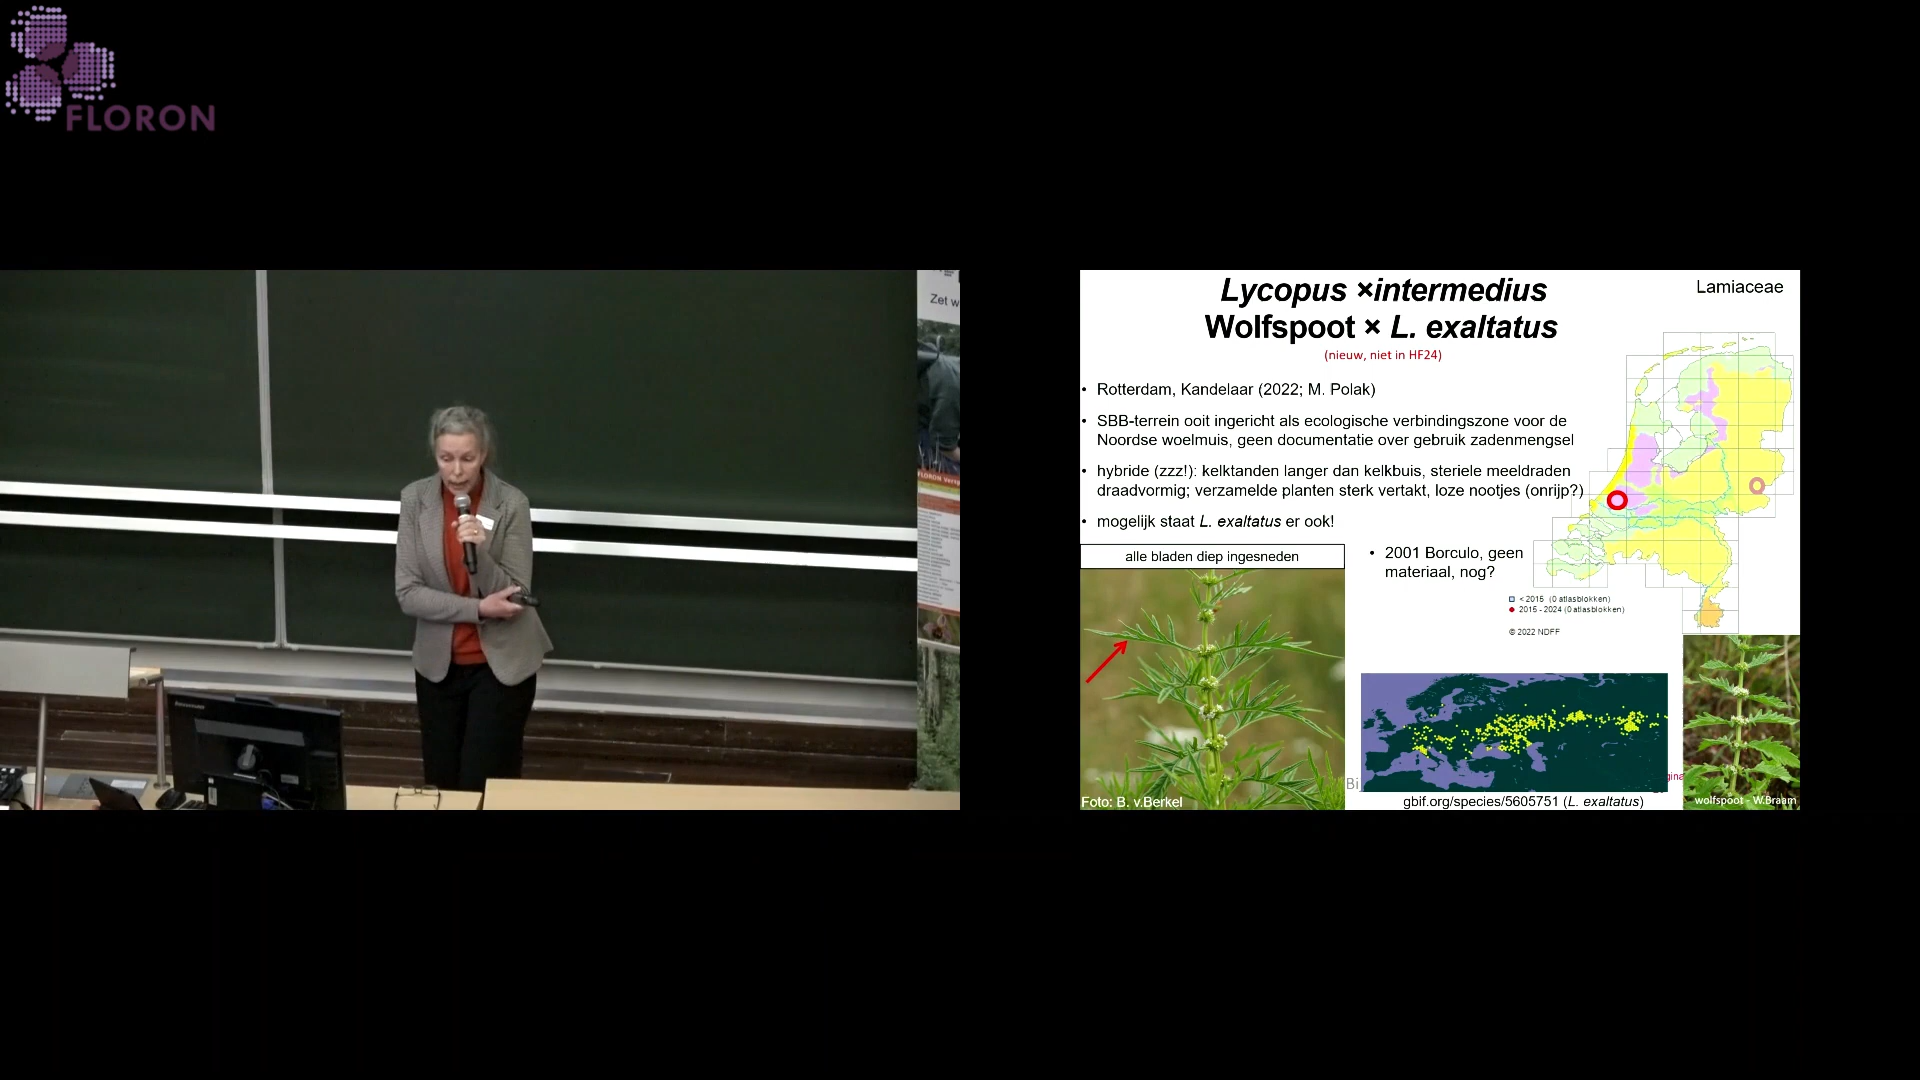 FLORON
Zet w
lenovo
Lycopus ×intermedius
Wolfspoot × L. exaltatus
(nieuw, niet in HF24)
Lamiaceae
• Rotterdam, Kandelaar (2022; M. Polak)
• SBB-terrein ooit ingericht als ecologische verbindingszone voor de
Noordse woelmuis, geen documentatie over gebruik zadenmengsel
• hybride (zzz!): kelktanden langer dan kelkbuis, steriele meeldraden
draadvormig; verzamelde planten sterk vertakt, loze nootjes (onrijp?)
• mogelijk staat L. exaltatus er ook!
alle bladen diep ingesneden
• 2001 Borculo, geen
materiaal, nog?
< 2015 (0 atlasblokken)
2015 - 2024 (0 atlasblokken)
© 2022 NDFF
Foto: B. v.Berkel
Bi
gina
gbif.org/species/5605751 (L. exaltatus)
wolfspoot - W.Braam